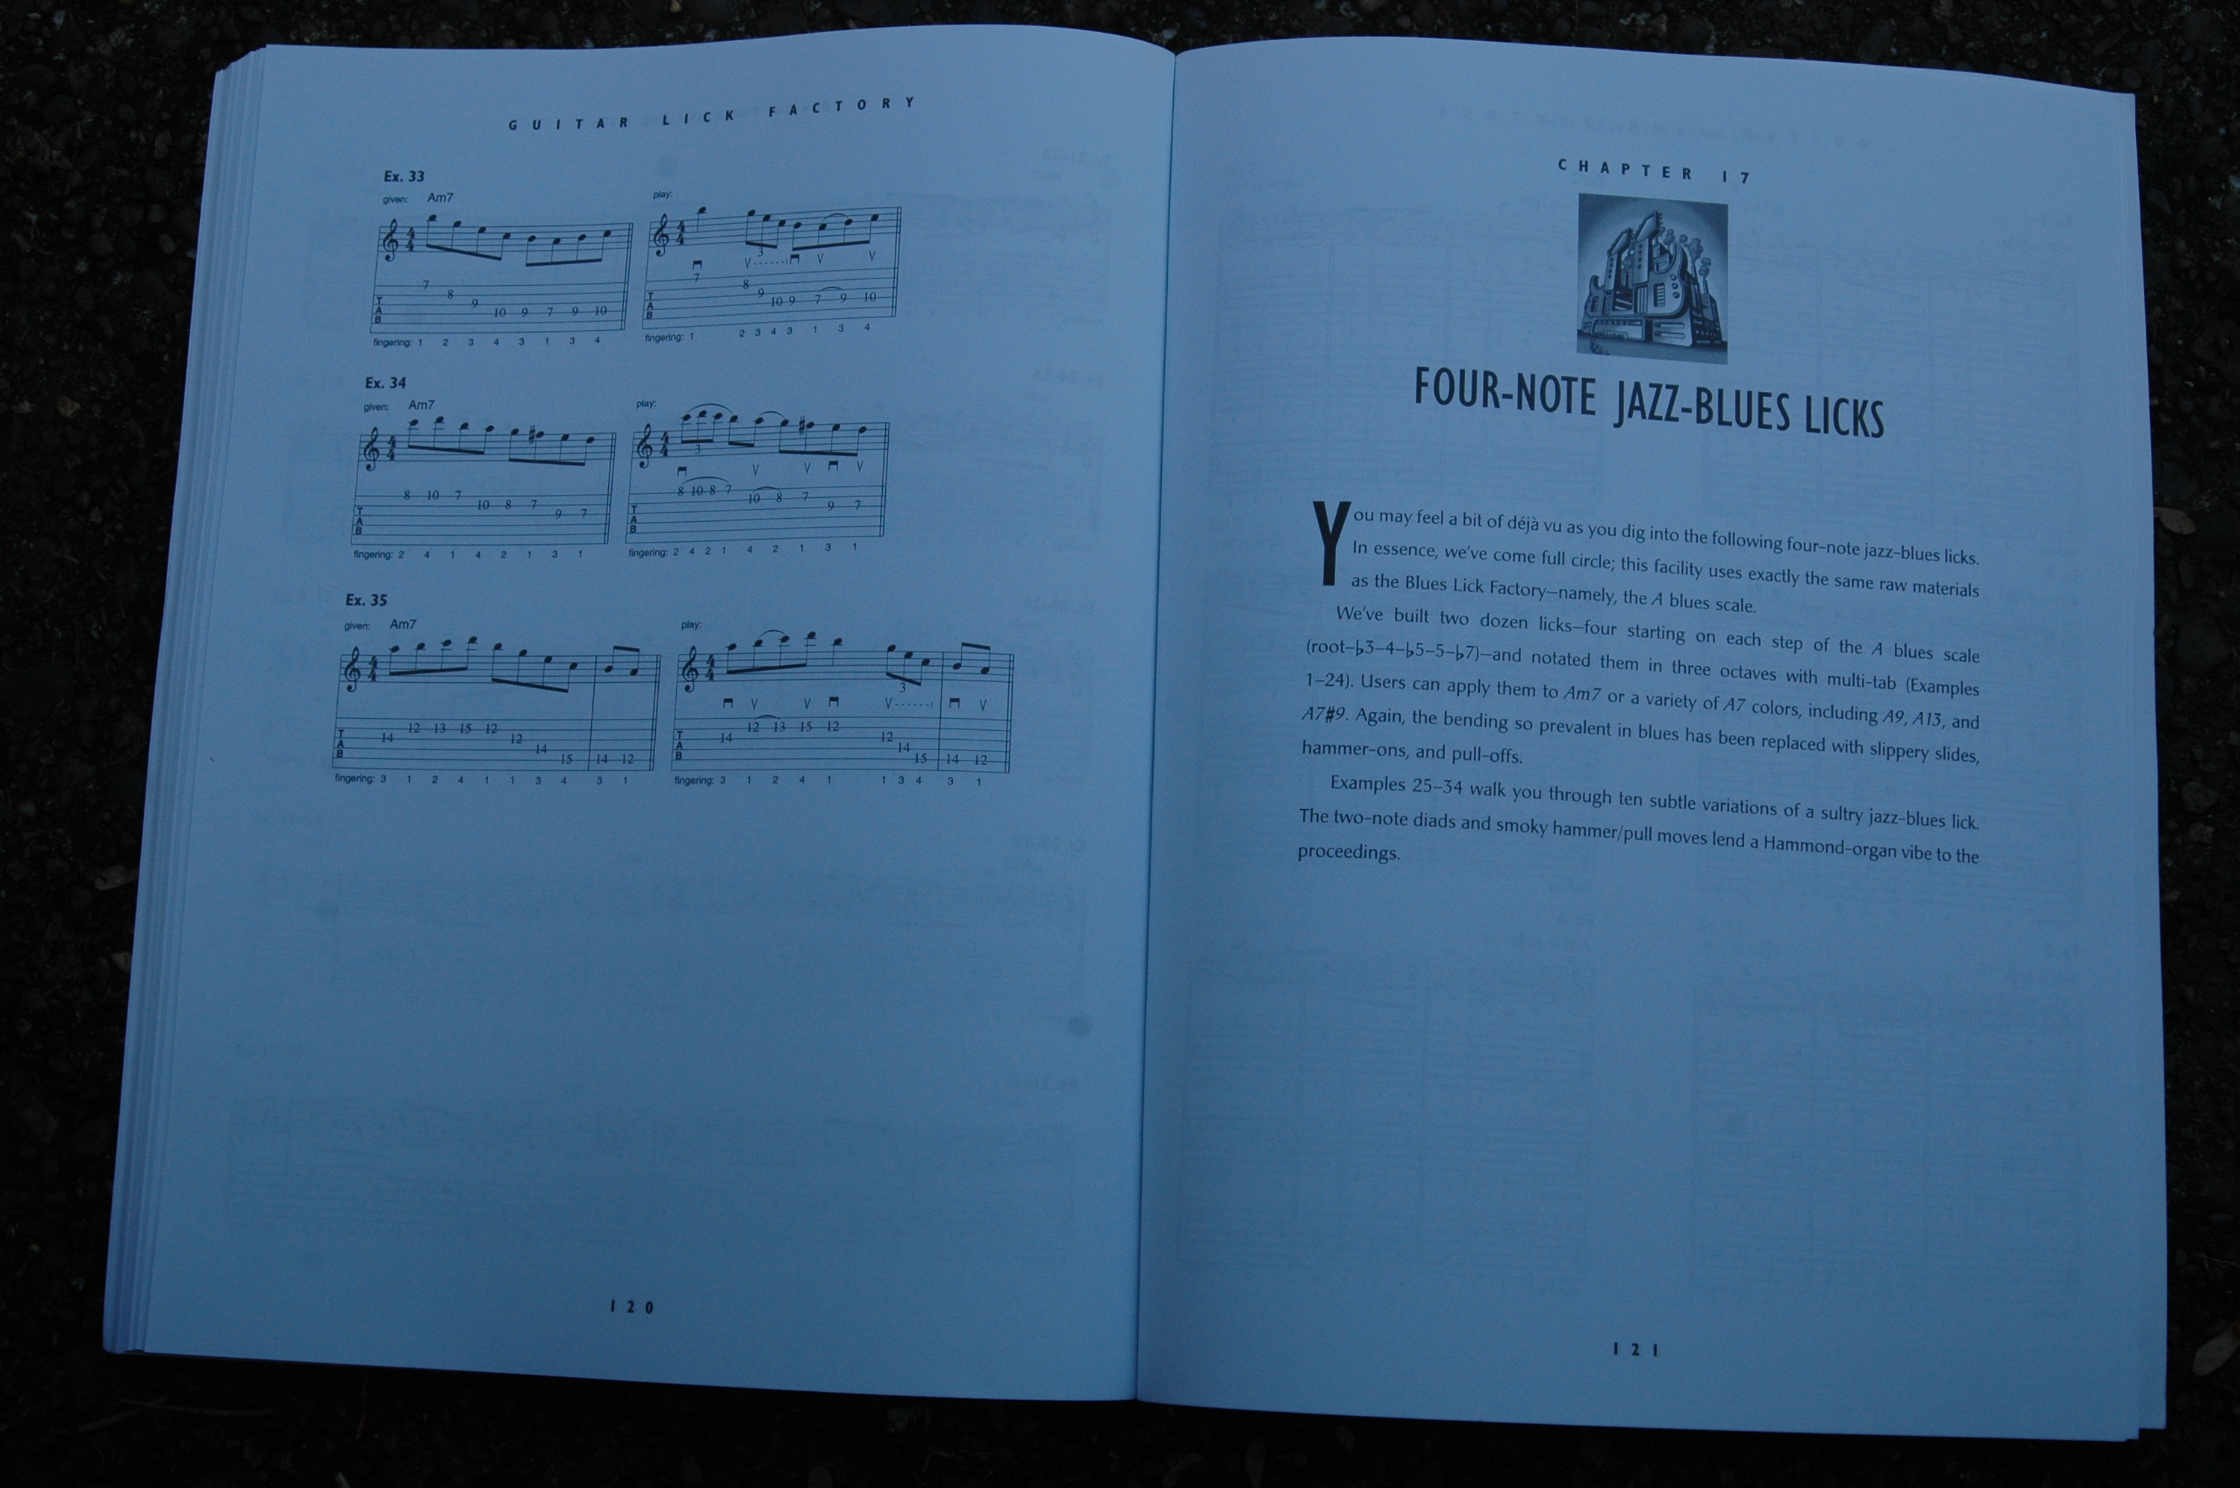 GUITAR LICK FACTORY
Ex. 33
given: Am7
play:
3
T
A
B
7
8
9
10 9 7 9 10
fingering: 1 2 3 4 3 1 3 4
T
A
B
7
8
9
10 9 7 9 10
fingering: 1 2 3 4 3 1 3 4
Ex. 34
given: Am7
play:
3
T
A
B
8 10 7
10 8 7
9 7
fingering: 2 4 1 4 2 1 3 1
T
A
B
8 10 8 7
10 8 7
9 7
fingering: 2 4 2 1 4 2 1 3 1
Ex. 35
given: Am7
play:
3
T
A
B
12 13 15 12
14 12
14
15 14 12
fingering: 3 1 2 4 1 1 3 4 3 1
T
A
B
12 13 15 12
14 12
14
15 14 12
fingering: 3 1 2 4 1 1 3 4 3 1
120
CHAPTER 17
FOUR-NOTE JAZZ-BLUES LICKS
You may feel a bit of déjà vu as you dig into the following four-note jazz-blues licks.
In essence, we've come full circle; this facility uses exactly the same raw materials
as the Blues Lick Factory—namely, the A blues scale.
We've built two dozen licks—four starting on each step of the A blues scale
(root–♭3–4–♭5–5–♭7)—and notated them in three octaves with multi-tab (Examples
1–24). Users can apply them to Am7 or a variety of A7 colors, including A9, A13, and
A7#9. Again, the bending so prevalent in blues has been replaced with slippery slides,
hammer-ons, and pull-offs.
Examples 25–34 walk you through ten subtle variations of a sultry jazz-blues lick.
The two-note diads and smoky hammer/pull moves lend a Hammond-organ vibe to the
proceedings.
121